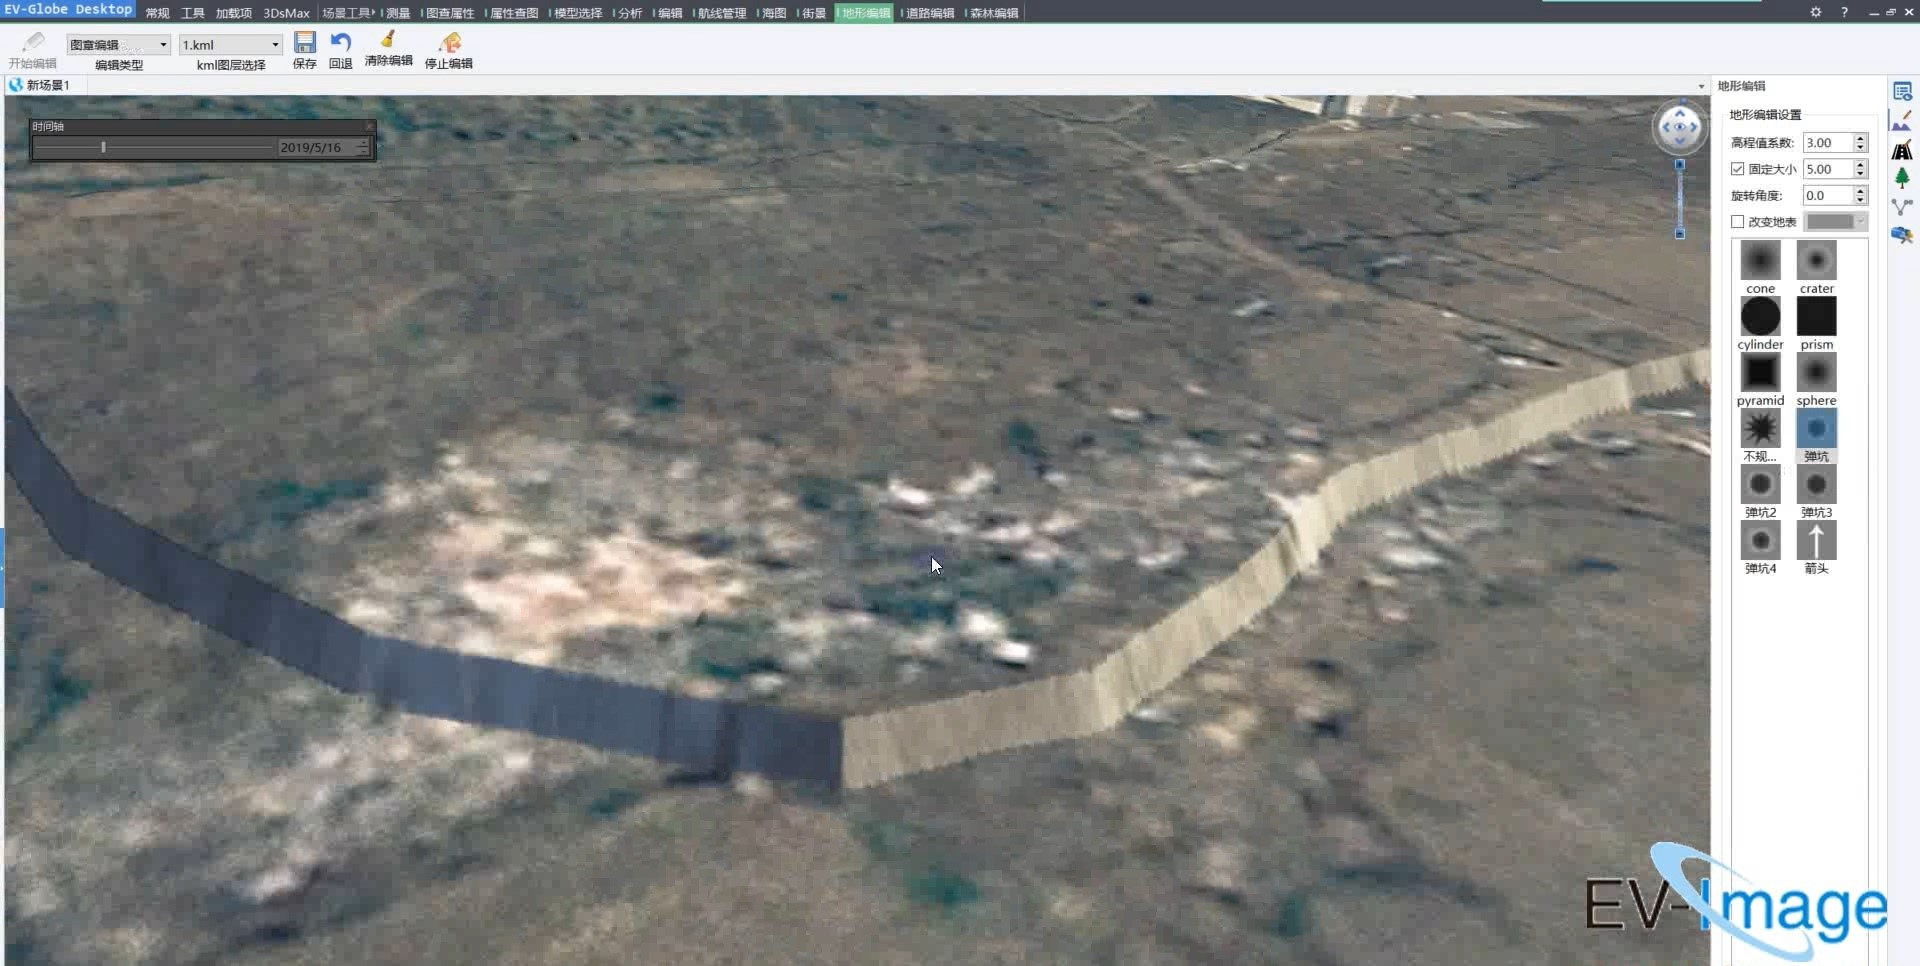 EV-Globe Desktop 常规 工具 加载项 3DsMax 场景工具 测量 图查属性 属性查图 模型选择 分析 编辑 航线管理 海图 街景 地形编辑 道路编辑 森林编辑 ?
图章编辑 1.kml
开始编辑 编辑类型 kml图层选择 保存 回退 清除编辑 停止编辑
新场景1
时间轴
2019/5/16
地形编辑
地形编辑设置
高程值系数: 3.00
固定大小 5.00
旋转角度: 0.0
改变地表
cone crater
cylinder prism
pyramid sphere
不规... 弹坑
弹坑2 弹坑3
弹坑4 箭头
EV-Image